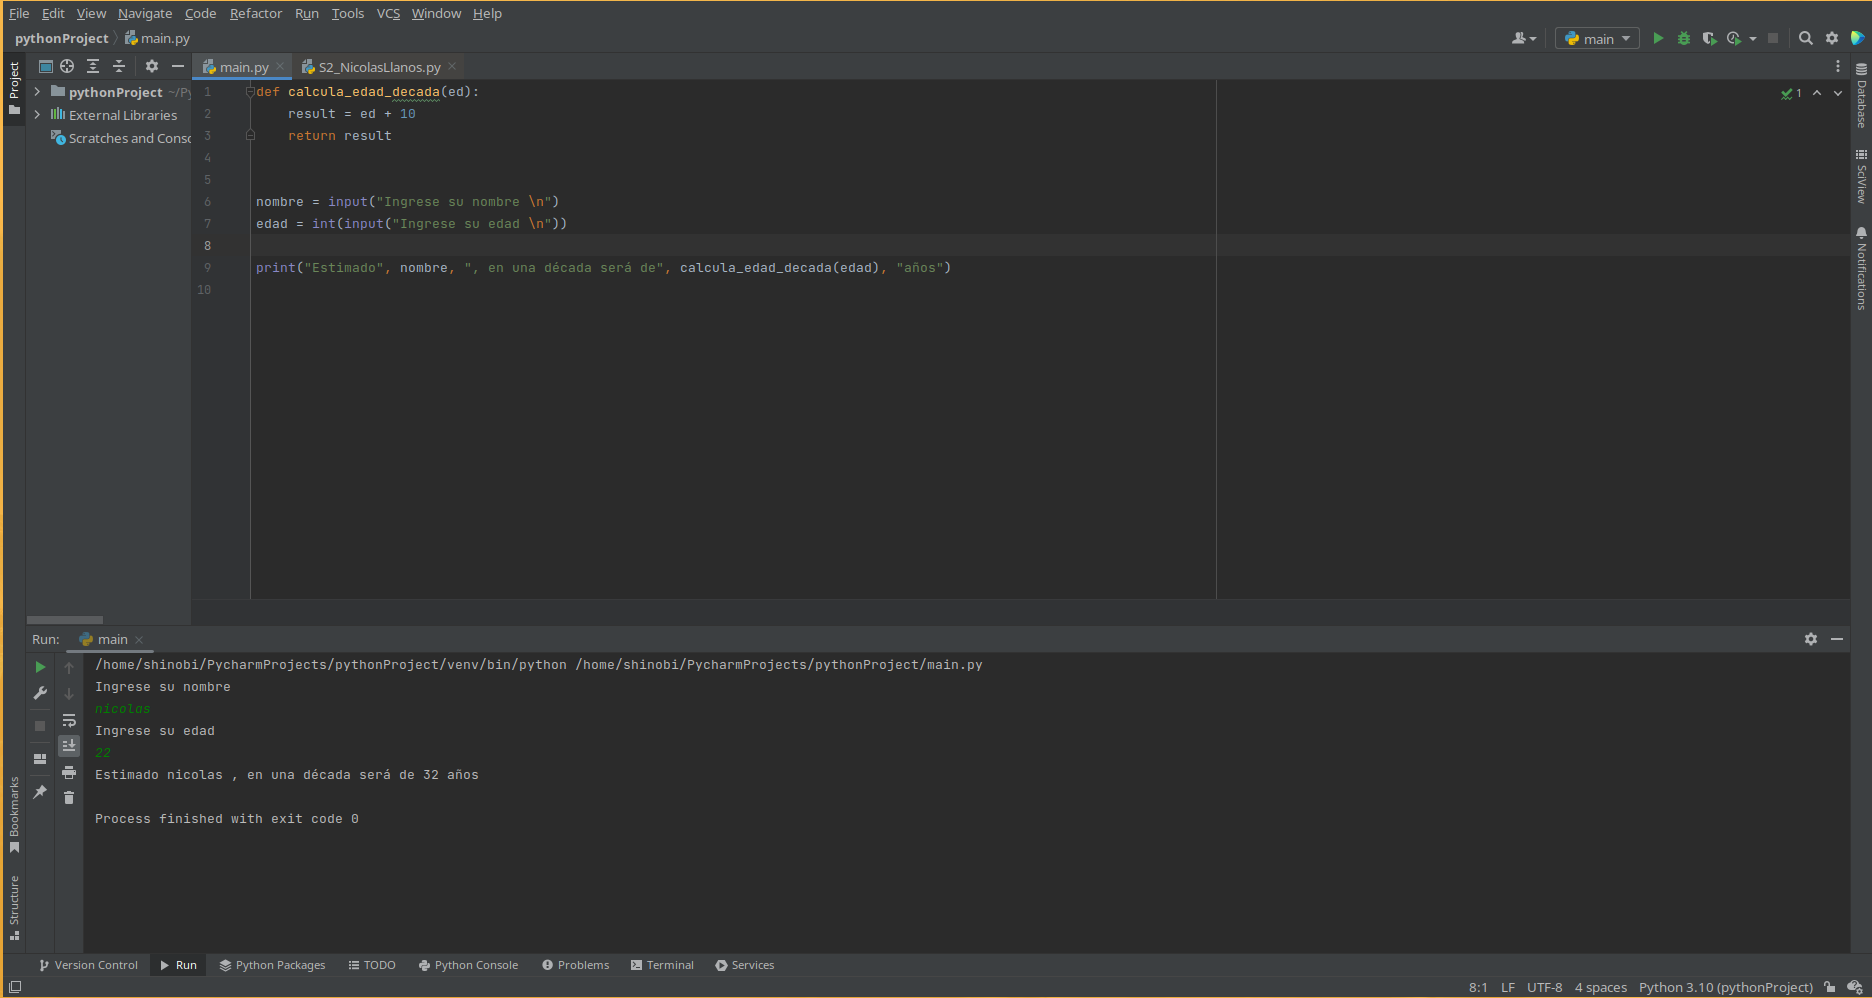 File Edit View Navigate Code Refactor Run Tools VCS Window Help
pythonProject main.py
main
Project
main.py
S2_NicolasLlanos.py
pythonProject ~/Py
External Libraries
Scratches and Conso
1 def calcula_edad_decada(ed):
2 result = ed + 10
3 return result
4
5
6 nombre = input("Ingrese su nombre \n")
7 edad = int(input("Ingrese su edad \n"))
8
9 print("Estimado", nombre, ", en una década será de", calcula_edad_decada(edad), "años")
10
1
Database
SciView
Notifications
Run: main
/home/shinobi/PycharmProjects/pythonProject/venv/bin/python /home/shinobi/PycharmProjects/pythonProject/main.py
Ingrese su nombre
nicolas
Ingrese su edad
22
Estimado nicolas , en una década será de 32 años
Process finished with exit code 0
Bookmarks
Structure
Version Control Run Python Packages TODO Python Console Problems Terminal Services
8:1 LF UTF-8 4 spaces Python 3.10 (pythonProject)